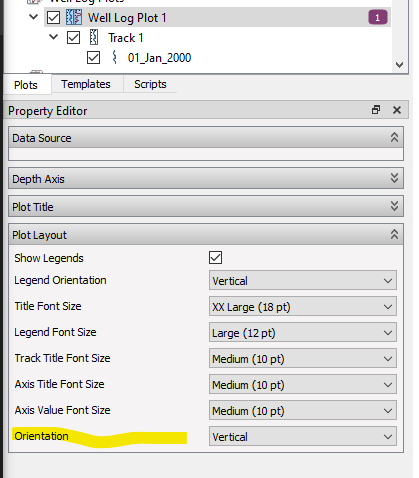 Well Log Plot 1
1
Track 1
01_Jan_2000
Plots Templates Scripts
Property Editor
Data Source
Depth Axis
Plot Title
Plot Layout
Show Legends
Legend Orientation Vertical
Title Font Size XX Large (18 pt)
Legend Font Size Large (12 pt)
Track Title Font Size Medium (10 pt)
Axis Title Font Size Medium (10 pt)
Axis Value Font Size Medium (10 pt)
Orientation Vertical